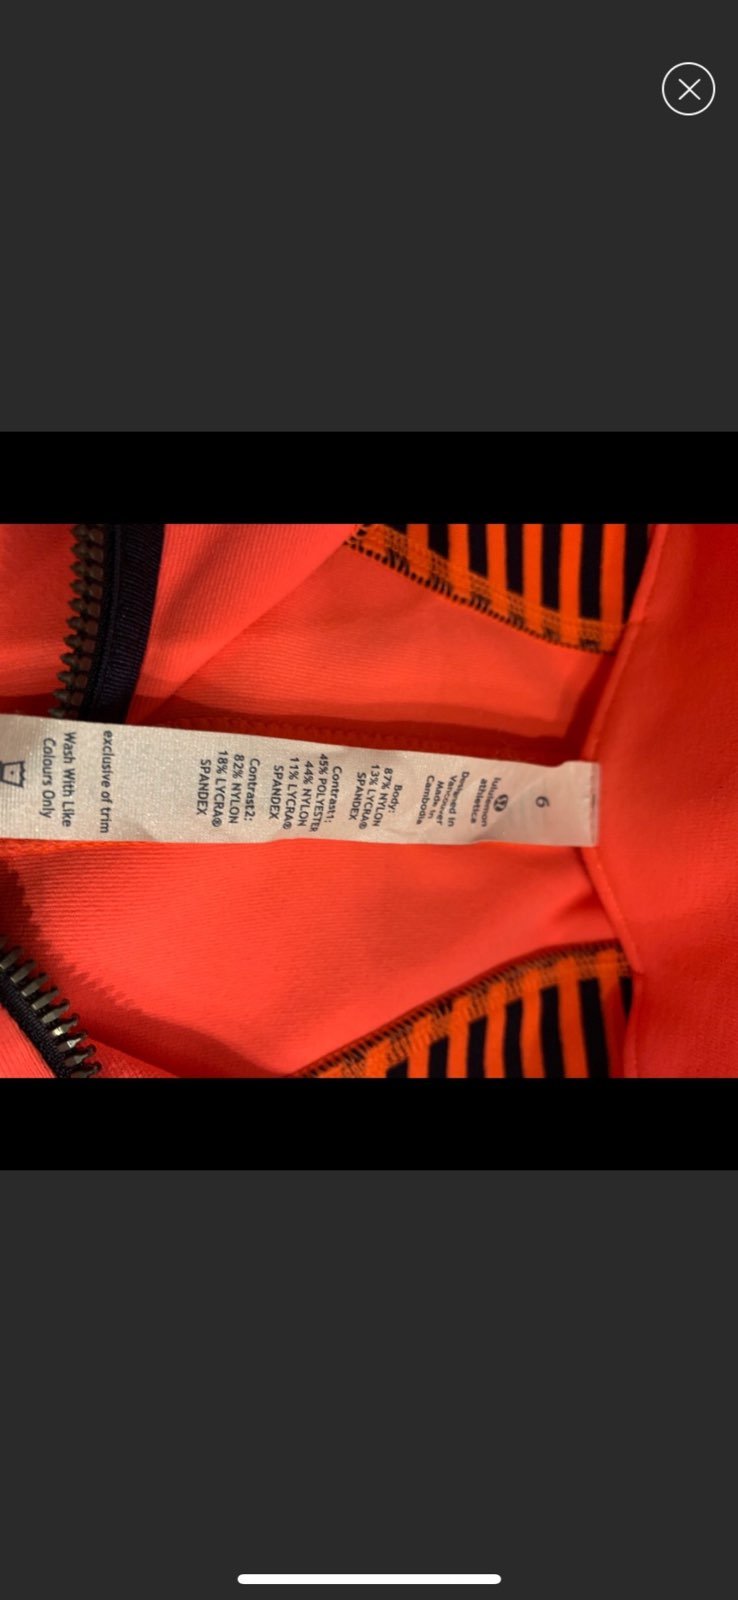 6
lululemon
athletica
Designed in
Vancouver
Made in
Cambodia
Body:
87% NYLON
13% LYCRA®
SPANDEX
Contrast1:
45% POLYESTER
44% NYLON
11% LYCRA®
SPANDEX
Contrast2:
82% NYLON
18% LYCRA®
SPANDEX
exclusive of trim
Wash With Like
Colours Only